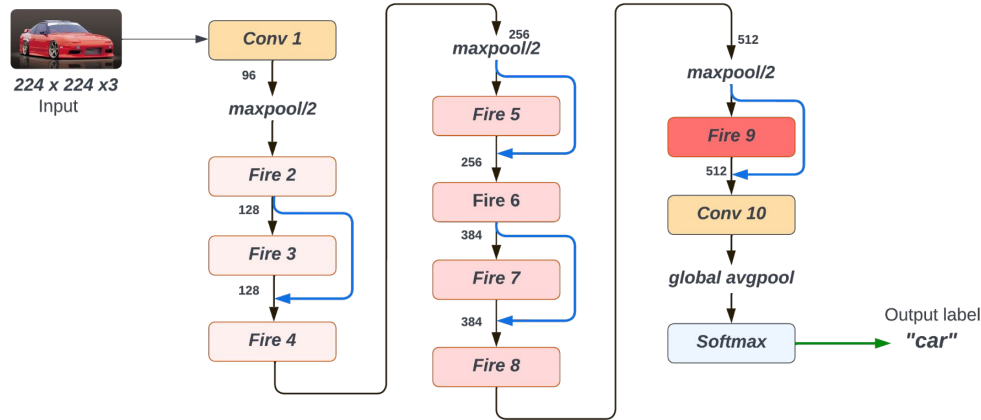 224 x 224 x3
Input
Conv 1
96
maxpool/2
Fire 2
128
Fire 3
128
Fire 4
256
maxpool/2
Fire 5
256
Fire 6
384
Fire 7
384
Fire 8
512
maxpool/2
Fire 9
512
Conv 10
global avgpool
Softmax
Output label
"car"